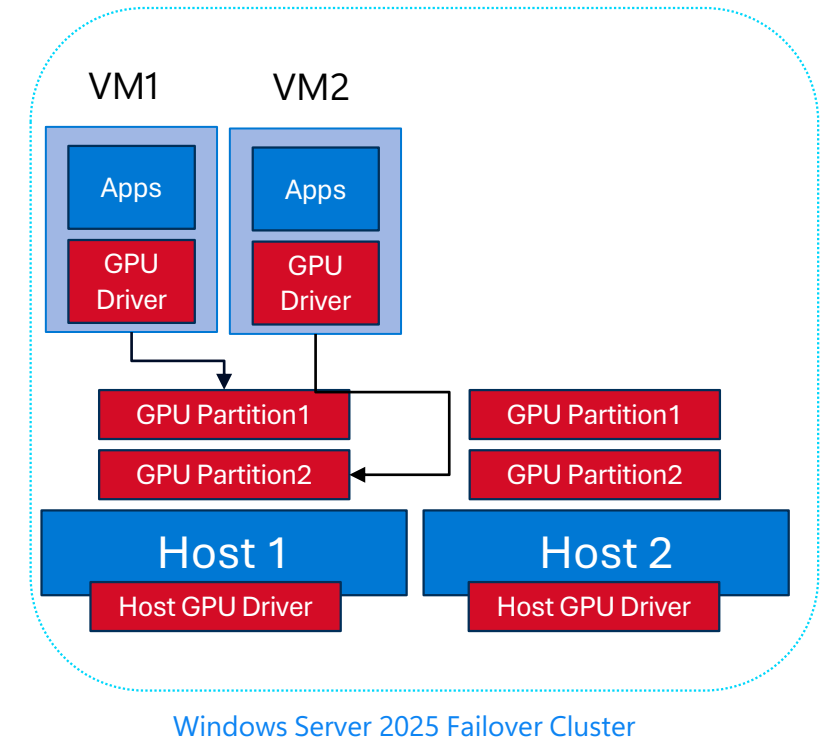 VM1
VM2
Apps
Apps
GPU
Driver
GPU
Driver
GPU Partition1
GPU Partition1
GPU Partition2
GPU Partition2
Host 1
Host 2
Host GPU Driver
Host GPU Driver
Windows Server 2025 Failover Cluster